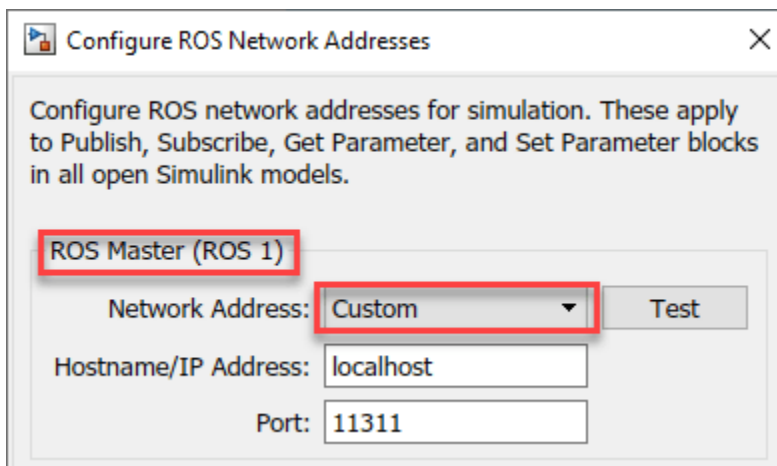 Configure ROS Network Addresses
Configure ROS network addresses for simulation. These apply
to Publish, Subscribe, Get Parameter, and Set Parameter blocks
in all open Simulink models.
ROS Master (ROS 1)
Network Address: Custom Test
Hostname/IP Address: localhost
Port: 11311